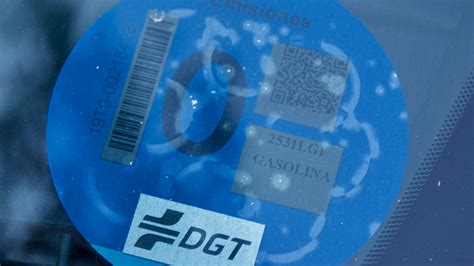 emisiones
0
2531LGF
GASOLINA
DGT